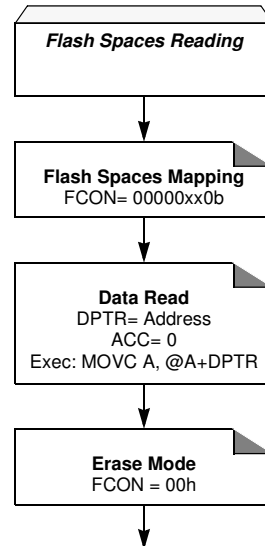 Flash Spaces Reading
Flash Spaces Mapping
FCON= 00000xx0b
Data Read
DPTR= Address
ACC= 0
Exec: MOVC A, @A+DPTR
Erase Mode
FCON = 00h